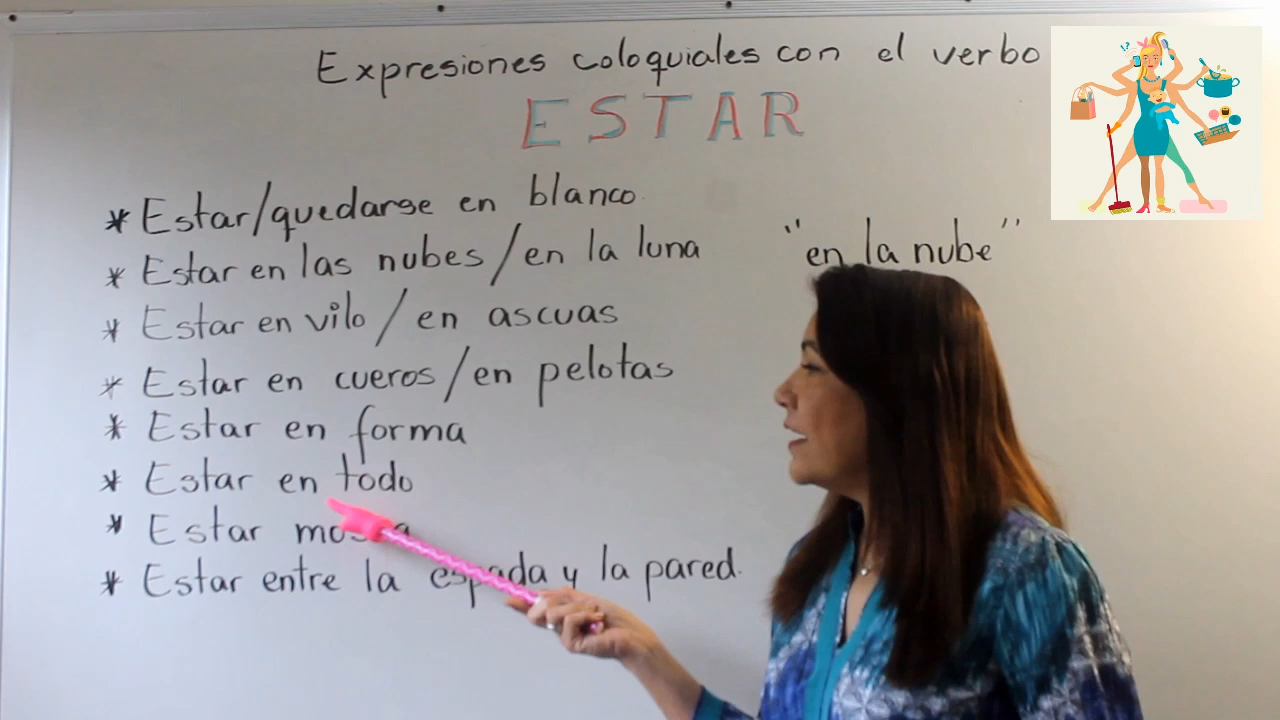 Expresiones coloquiales con el verbo
ESTAR
* Estar/quedarse en blanco.
* Estar en las nubes/en la luna "en la nube"
* Estar en vilo/en ascuas
* Estar en cueros/en pelotas
* Estar en forma
* Estar en todo
* Estar
* Estar entre la espada y la pared.